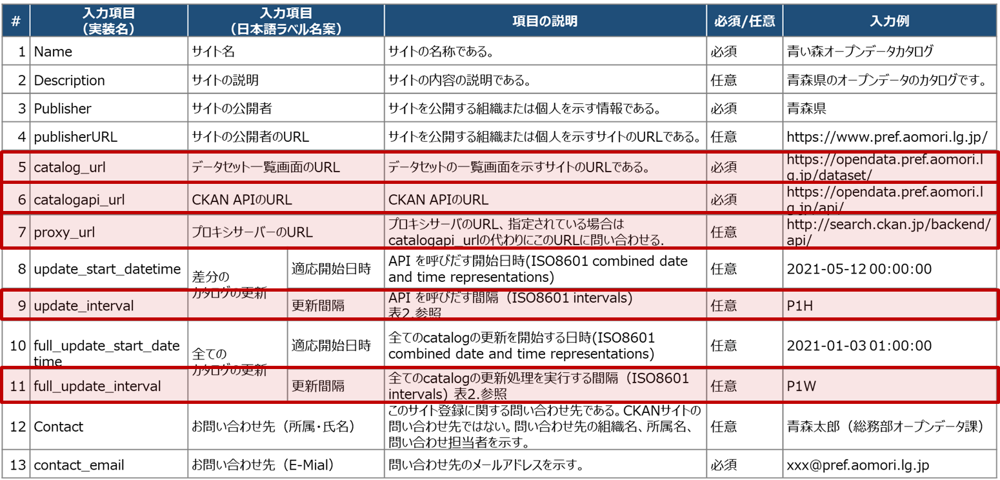 #
入力項目
（実装名）
入力項目
（日本語ラベル名案）
項目の説明
必須/任意
入力例
1
Name
サイト名
サイトの名称である。
必須
青い森オープンデータカタログ
2
Description
サイトの説明
サイトの内容の説明である。
任意
青森県のオープンデータのカタログです。
3
Publisher
サイトの公開者
サイトを公開する組織または個人を示す情報である。
必須
青森県
4
publisherURL
サイトの公開者のURL
サイトを公開する組織または個人を示すサイトのURLである。
任意
https://www.pref.aomori.lg.jp/
5
catalog_url
データセット一覧画面のURL
データセットの一覧画面を示すサイトのURLである。
必須
https://opendata.pref.aomori.l
g.jp/dataset/
6
catalogapi_url
CKAN APIのURL
CKAN APIのURL
必須
https://opendata.pref.aomori.l
g.jp/api/
7
proxy_url
プロキシサーバーのURL
プロキシサーバのURL、指定されている場合は
catalogapi_urlの代わりにこのURLに問い合わせる.
任意
http://search.ckan.jp/backend/
api/
8
update_start_datetime
差分の
カタログの更新
適応開始日時
API を呼びだす開始日時(ISO8601 combined date
and time representations)
任意
2021-05-12 00:00:00
9
update_interval
更新間隔
API を呼びだす間隔（ISO8601 intervals)
表2.参照
任意
P1H
10
full_update_start_date
time
全ての
カタログの更新
適応開始日時
全てのcatalogの更新を開始する日時(ISO8601
combined date and time representations)
任意
2021-01-03 01:00:00
11
full_update_interval
更新間隔
全てのcatalogの更新処理を実行する間隔（ISO8601
intervals）表2.参照
任意
P1W
12
Contact
お問い合わせ先（所属・氏名）
このサイト登録に関する問い合わせ先である。CKANサイトの
問い合わせ先ではない。問い合わせ先の組織名、所属名、
問い合わせ担当者を示す。
任意
青森太郎（総務部オープンデータ課）
13
contact_email
お問い合わせ先（E-Mial）
問い合わせ先のメールアドレスを示す。
必須
xxx@pref.aomori.lg.jp